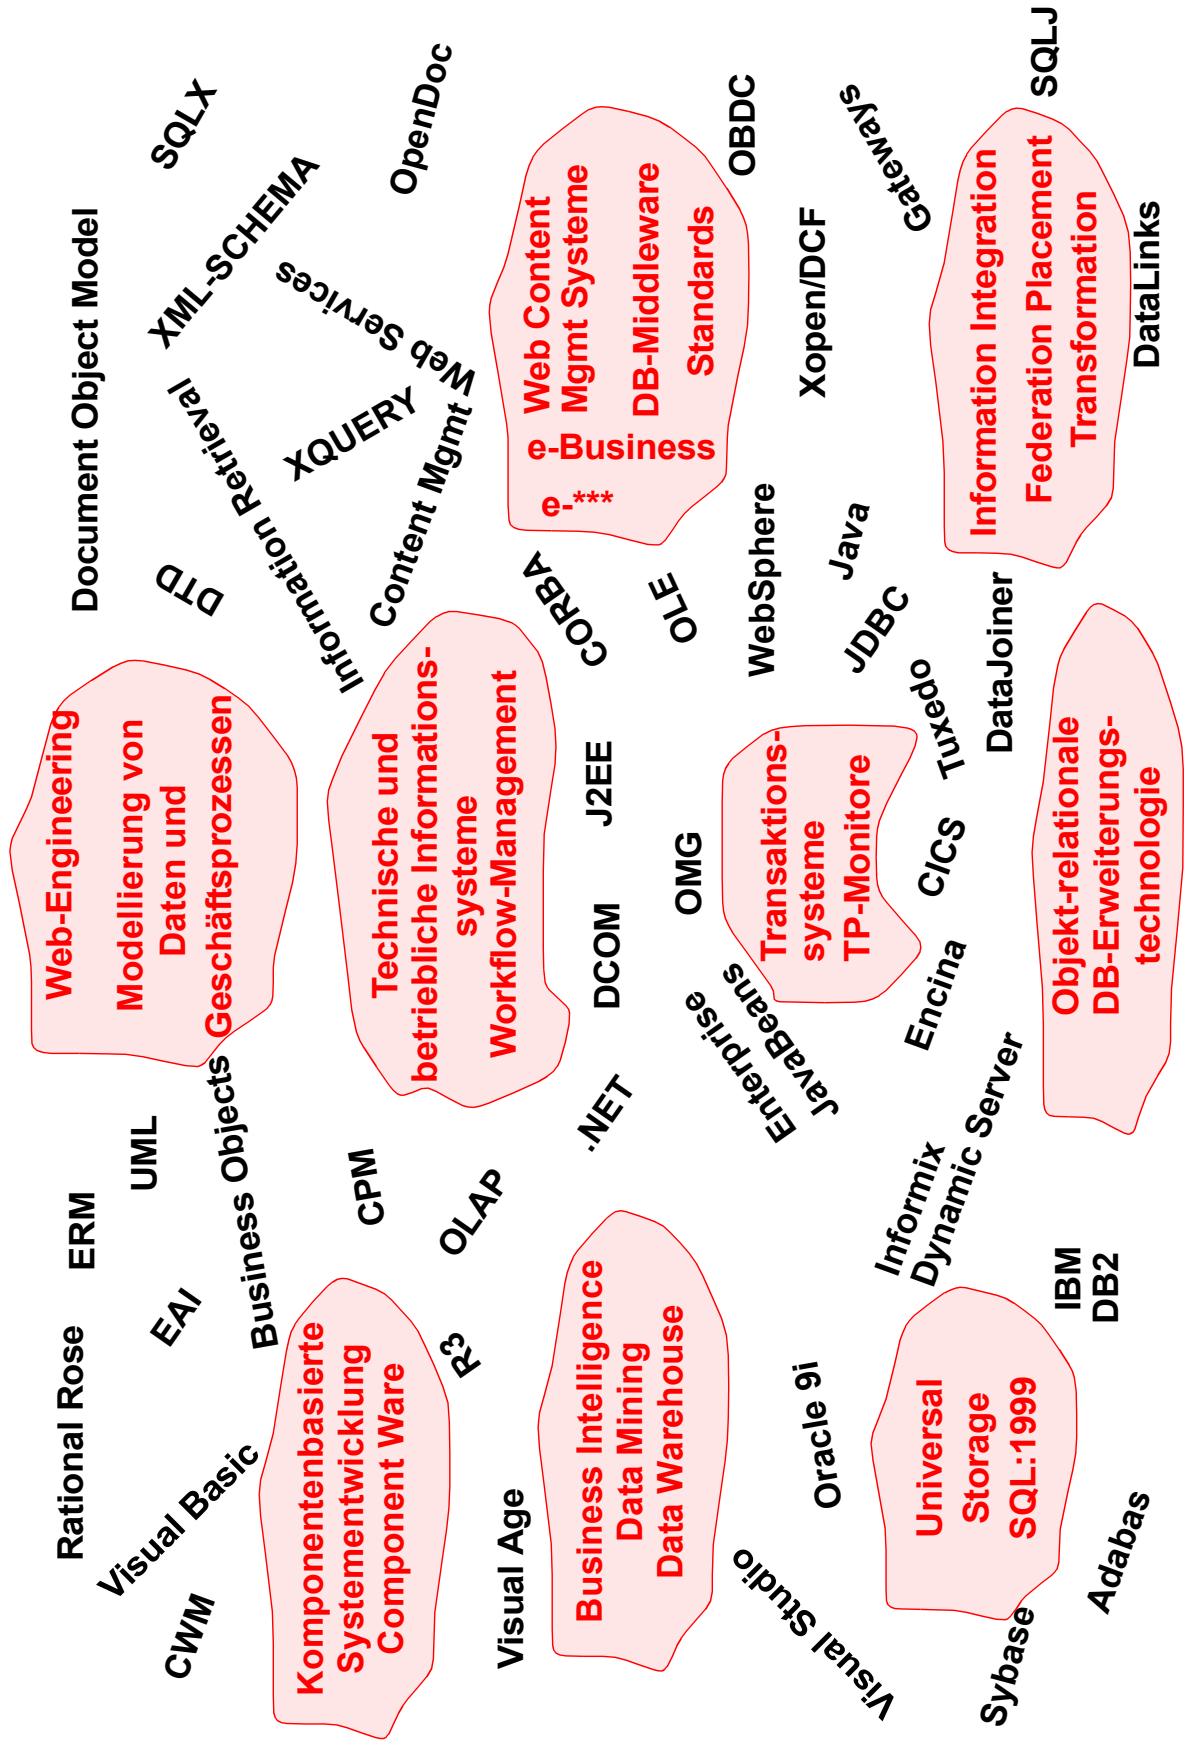 Rational Rose
ERM
UML
Web-Engineering
Modellierung von
Daten und
Geschäftsprozessen
Document Object Model
DTD
SQLX
XML-SCHEMA
Visual Basic
CWM
EAI
Business Objects
Information Retrieval
XQUERY
Web Services
OpenDoc
Content Mgmt
Komponentenbasierte
Systementwicklung
Component Ware
CPM
OLAP
R3
Technische und
betriebliche Informations-
systeme
Workflow-Management
Web Content
Mgmt Systeme
DB-Middleware
Standards
e-Business
e-***
Visual Age
.NET
DCOM
J2EE
CORBA
OLE
OMG
Business Intelligence
Data Mining
Data Warehouse
Enterprise
JavaBeans
Transaktions-
systeme
TP-Monitore
WebSphere
OBDC
Xopen/DCF
Java
JDBC
Gateways
Visual Studio
Oracle 9i
Informix
Dynamic Server
Encina
CICS
Tuxedo
DataJoiner
Information Integration
Federation Placement
Transformation
SQLJ
DataLinks
Universal
Storage
SQL:1999
Sybase
Adabas
IBM
DB2
Objekt-relationale
DB-Erweiterungs-
technologie